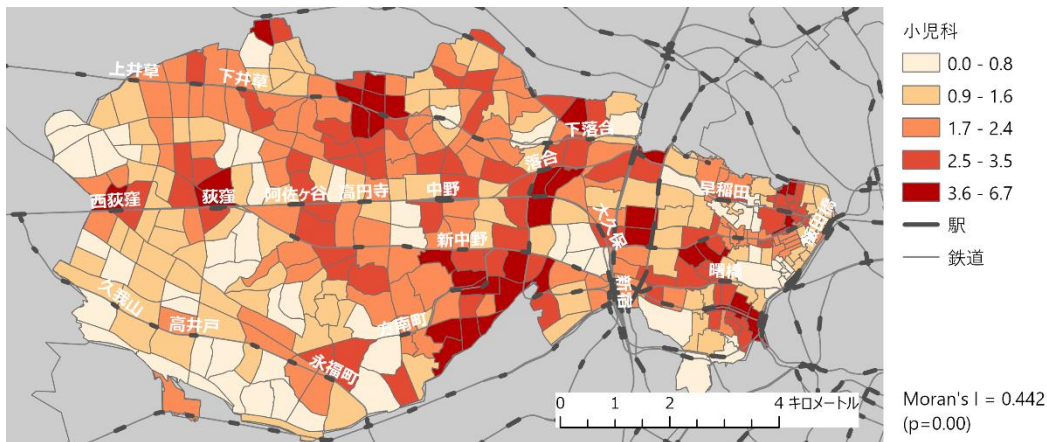 小児科
0.0 - 0.8
0.9 - 1.6
1.7 - 2.4
2.5 - 3.5
3.6 - 6.7
駅
鉄道
上井草
下井草
下落合
落合
早稲田
飯田橋
西荻窪
荻窪
阿佐ヶ谷
高円寺
中野
大久保
新中野
曙橋
新宿
久我山
高井戸
方南町
永福町
0 1 2 4 キロメートル
Moran's I = 0.442
(p=0.00)